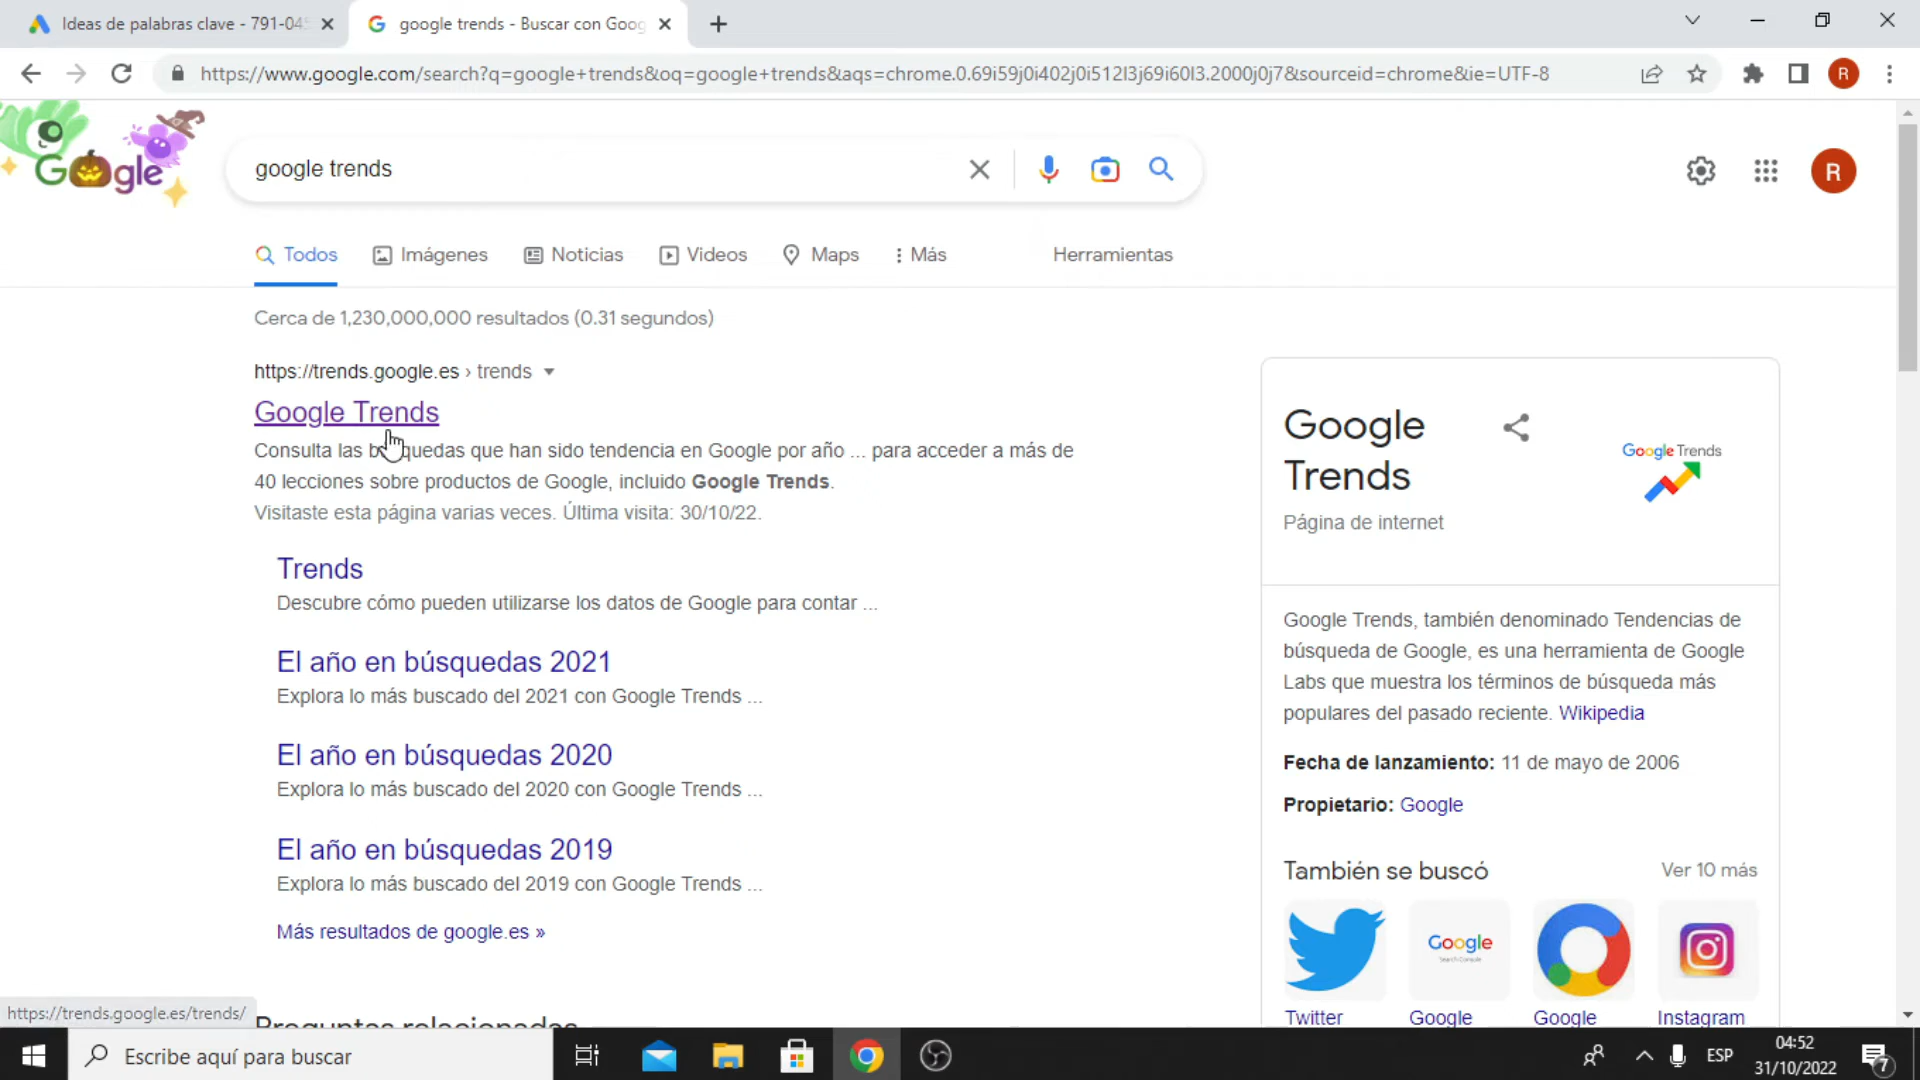 Ideas de palabras clave - 791-045
google trends - Buscar con Goog
https://www.google.com/search?q=google+trends&oq=google+trends&aqs=chrome.0.69i59j0i402j0i512l3j69i60l3.2000j0j7&sourceid=chrome&ie=UTF-8
R
Google
google trends
R
Todos
Imágenes
Noticias
Videos
Maps
Más
Herramientas
Cerca de 1,230,000,000 resultados (0.31 segundos)
https://trends.google.es › trends
Google Trends
Consulta las búsquedas que han sido tendencia en Google por año ... para acceder a más de
40 lecciones sobre productos de Google, incluido Google Trends.
Visitaste esta página varias veces. Última visita: 30/10/22.
Trends
Descubre cómo pueden utilizarse los datos de Google para contar ...
El año en búsquedas 2021
Explora lo más buscado del 2021 con Google Trends ...
El año en búsquedas 2020
Explora lo más buscado del 2020 con Google Trends ...
El año en búsquedas 2019
Explora lo más buscado del 2019 con Google Trends ...
Más resultados de google.es »
Preguntas relacionadas
Google
Trends
Página de internet
Google Trends
Google Trends, también denominado Tendencias de
búsqueda de Google, es una herramienta de Google
Labs que muestra los términos de búsqueda más
populares del pasado reciente. Wikipedia
Fecha de lanzamiento: 11 de mayo de 2006
Propietario: Google
También se buscó
Ver 10 más
Google
Search Console
Twitter
Google
Google
Instagram
https://trends.google.es/trends/
Escribe aquí para buscar
ESP
04:52
31/10/2022
7